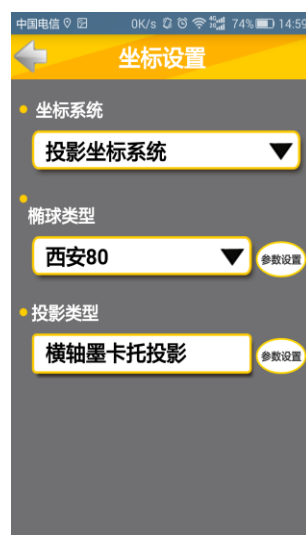 中国电信 0K/s 4G 2G 74% 14:59
坐标设置
坐标系统
投影坐标系统
椭球类型
西安80
参数设置
投影类型
横轴墨卡托投影
参数设置